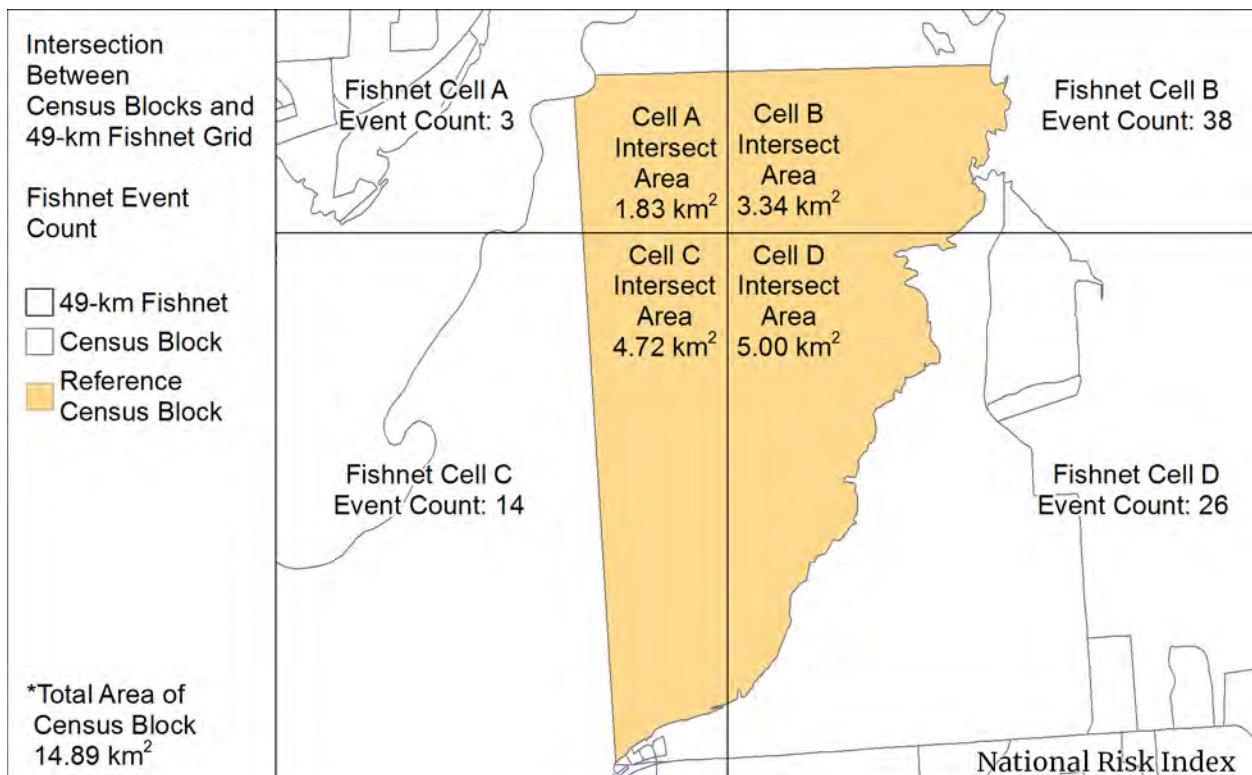 Intersection
Between
Census Blocks and
49-km Fishnet Grid
Fishnet Event
Count
49-km Fishnet
Census Block
Reference
Census Block
*Total Area of
Census Block
14.89 km²
Fishnet Cell A
Event Count: 3
Cell A
Intersect
Area
1.83 km²
Cell B
Intersect
Area
3.34 km²
Fishnet Cell B
Event Count: 38
Fishnet Cell C
Event Count: 14
Cell C
Intersect
Area
4.72 km²
Cell D
Intersect
Area
5.00 km²
Fishnet Cell D
Event Count: 26
National Risk Index